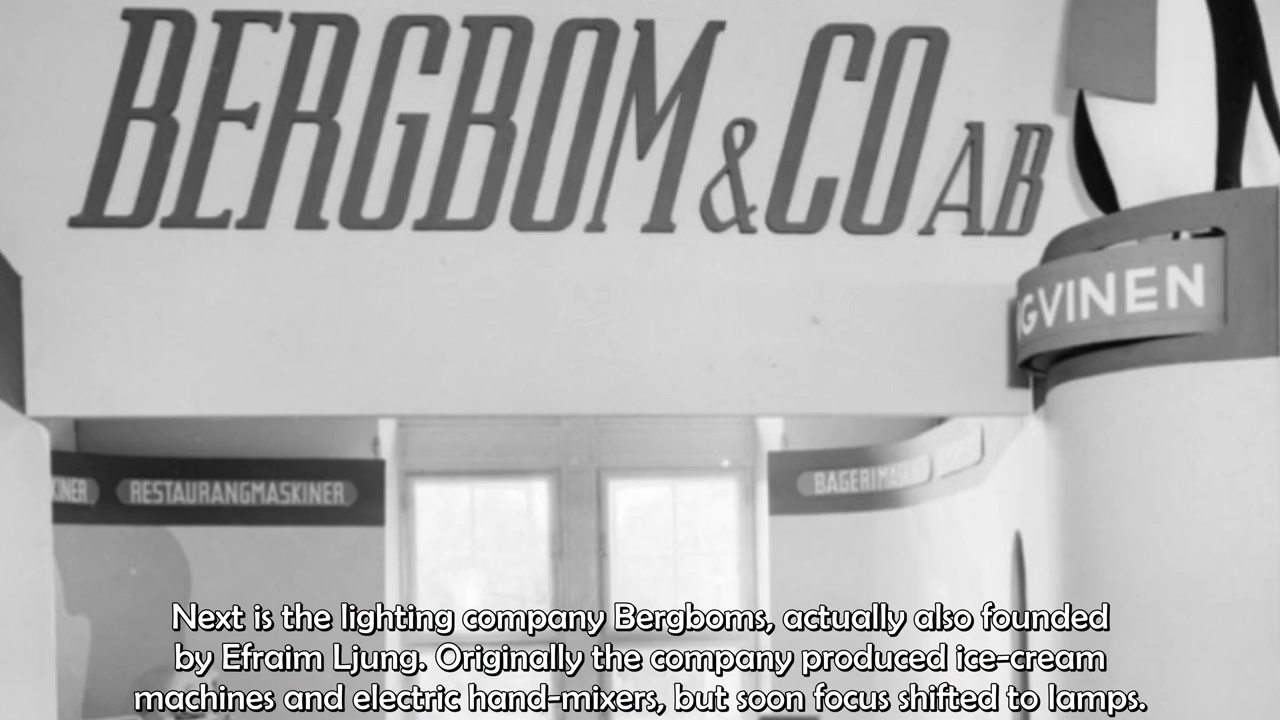 BERGBOM & CO AB
GVINEN
RESTAURANGMASKINER
Next is the lighting company Bergboms, actually also founded
by Efraim Ljung. Originally the company produced ice-cream
machines and electric hand-mixers, but soon focus shifted to lamps.